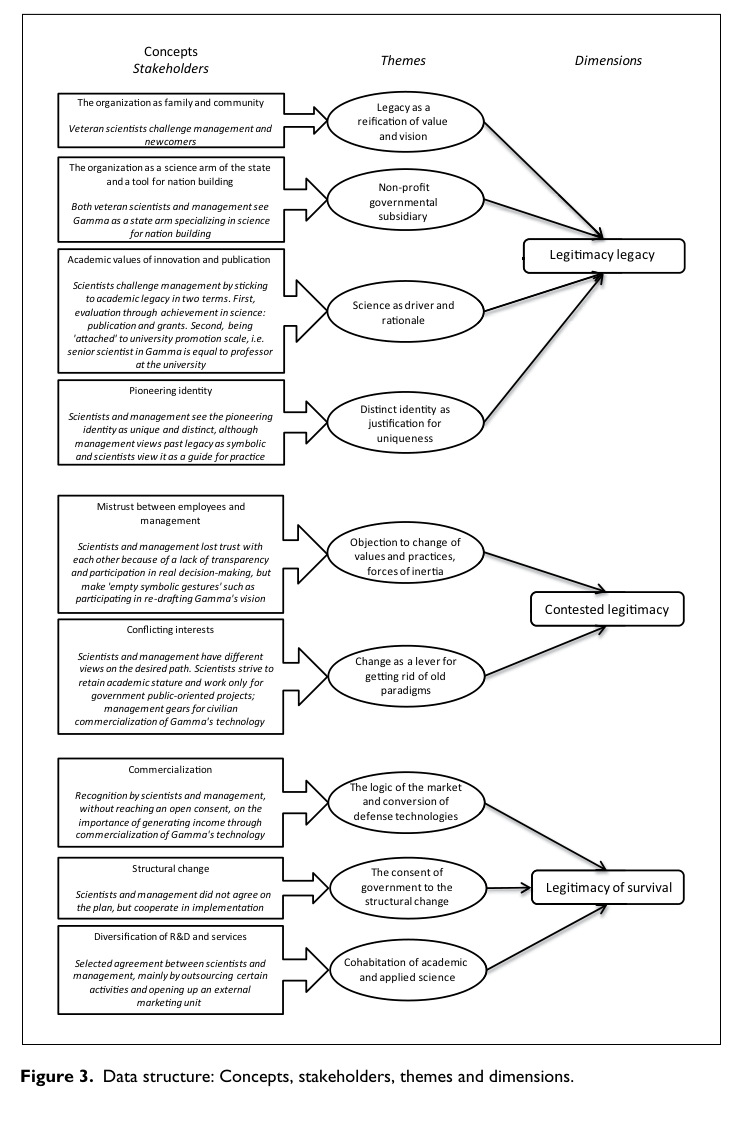 Concepts
Stakeholders
Themes
Dimensions
The organization as family and community
Veteran scientists challenge management and
newcomers
Legacy as a
reification of value
and vision
The organization as a science arm of the state
and a tool for nation building
Both veteran scientists and management see
Gamma as a state arm specializing in science
for nation building
Non-profit
governmental
subsidiary
Legitimacy legacy
Academic values of innovation and publication
Scientists challenge management by sticking
to academic legacy in two terms. First,
evaluation through achievement in science:
publication and grants. Second, being
'attached' to university promotion scale, i.e.
senior scientist in Gamma is equal to professor
at the university
Science as driver and
rationale
Pioneering identity
Scientists and management see the pioneering
identity as unique and distinct, although
management views past legacy as symbolic
and scientists view it as a guide for practice
Distinct identity as
justification for
uniqueness
Mistrust between employees and
management
Scientists and management lost trust with
each other because of a lack of transparency
and participation in real decision-making, but
make 'empty symbolic gestures' such as
participating in re-drafting Gamma's vision
Objection to change of
values and practices,
forces of inertia
Contested legitimacy
Conflicting interests
Scientists and management have different
views on the desired path. Scientists strive to
retain academic stature and work only for
government public-oriented projects;
management gears for civilian
commercialization of Gamma's technology
Change as a lever for
getting rid of old
paradigms
Commercialization
Recognition by scientists and management,
without reaching an open consent, on the
importance of generating income through
commercialization of Gamma's technology
The logic of the market
and conversion of
defense technologies
Structural change
Scientists and management did not agree on
the plan, but cooperate in implementation
The consent of
government to the
structural change
Legitimacy of survival
Diversification of R&D and services
Selected agreement between scientists and
management, mainly by outsourcing certain
activities and opening up an external
marketing unit
Cohabitation of academic
and applied science
Figure 3. Data structure: Concepts, stakeholders, themes and dimensions.